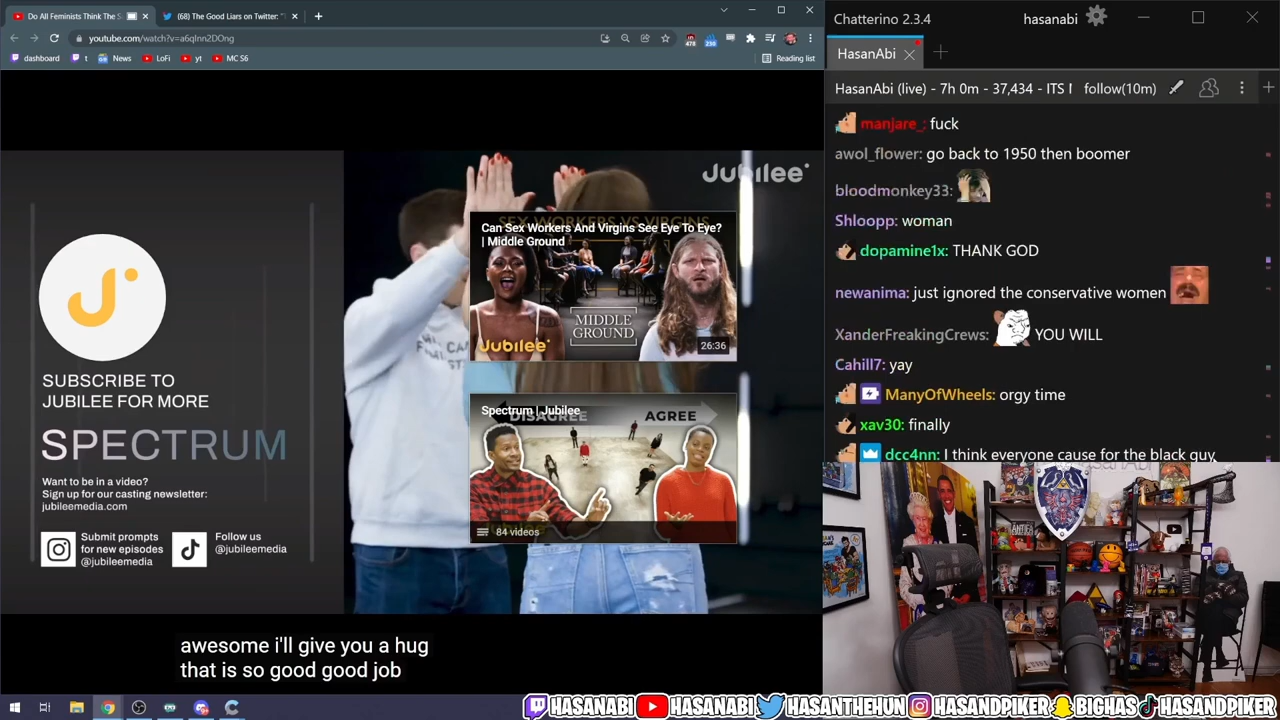 Do All Feminists Think The S
(68) The Good Liars on Twitter: "
youtube.com/watch?v=a6qInn2DOng
dashboard
t
News
LoFi
yt
MC S6
Reading list
Jubilee
SUBSCRIBE TO
JUBILEE FOR MORE
SPECTRUM
Want to be in a video?
Sign up for our casting newsletter:
jubileemedia.com
Submit prompts
for new episodes
@jubileemedia
Follow us
@jubileemedia
SEX WORKERS VS VIRGINS
Can Sex Workers And Virgins See Eye To Eye?
| Middle Ground
MIDDLE
GROUND
Jubilee
26:36
Spectrum | Jubilee
DISAGREE
AGREE
84 videos
awesome i'll give you a hug
that is so good good job
Chatterino 2.3.4
hasanabi
HasanAbi
HasanAbi (live) - 7h 0m - 37,434 - ITS
follow(10m)
manjare_: fuck
awol_flower: go back to 1950 then boomer
bloodmonkey33:
Shloopp: woman
dopamine1x: THANK GOD
newanima: just ignored the conservative women
XanderFreakingCrews: YOU WILL
Cahill7: yay
ManyOfWheels: orgy time
xav30: finally
dcc4nn: I think everyone cause for the black guy,
HASANABI
HASANABI
HASANTHEHUN
HASANDPIKER
BIGHAS
HASANDPIKER